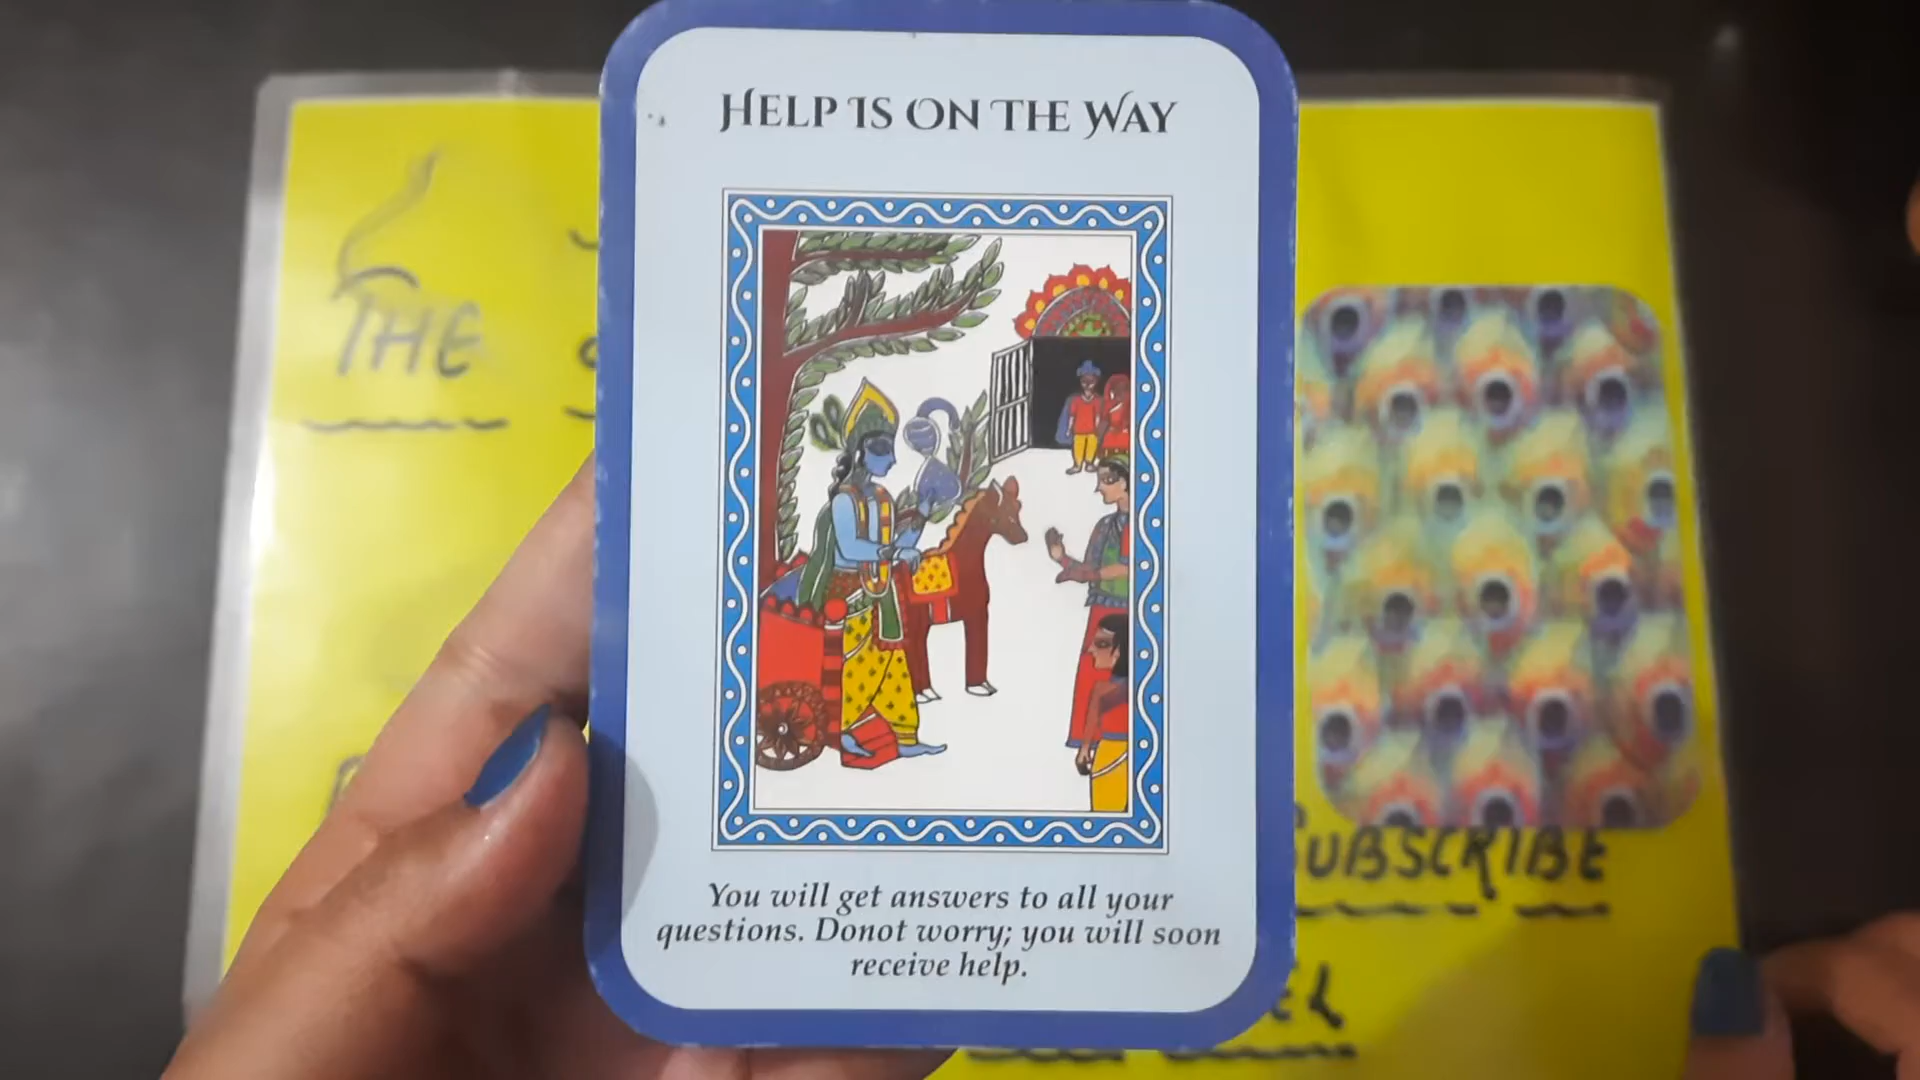 HELP IS ON THE WAY
THE
You will get answers to all your
questions. Donot worry; you will soon
receive help.
SUBSCRIBE